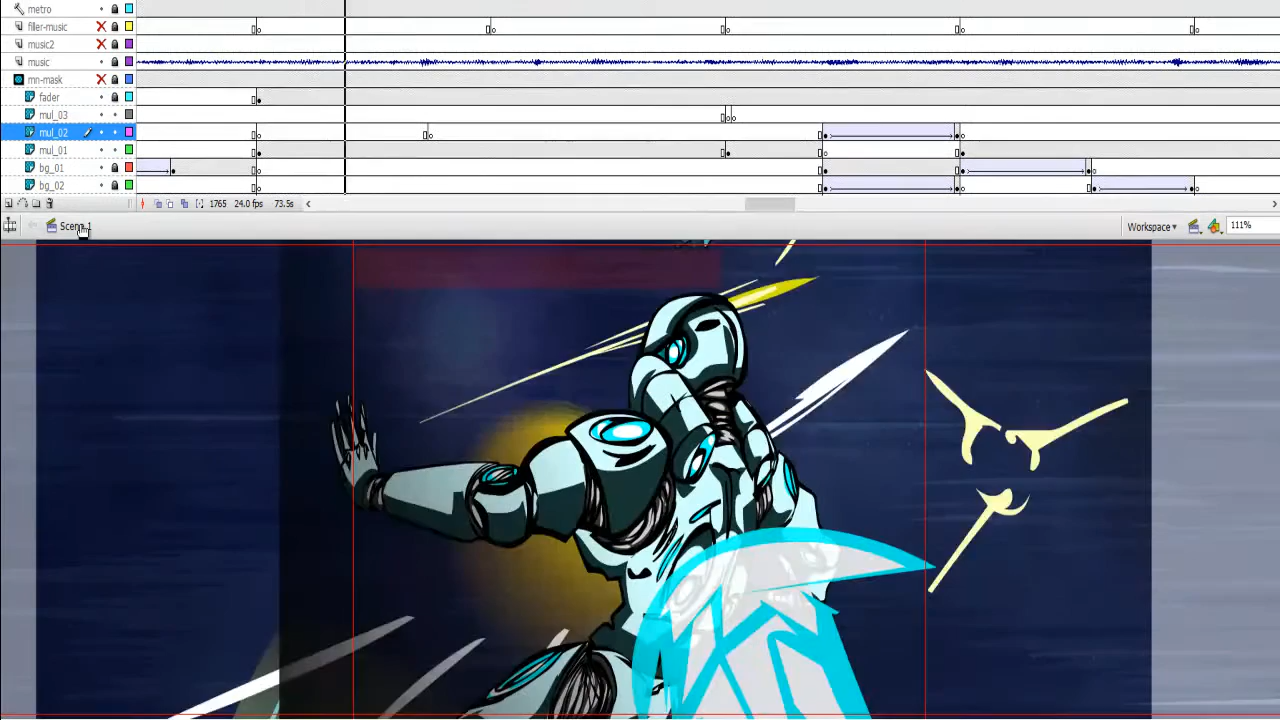 metro
filler-music
music2
music
mn-mask
fader
mul_03
mul_02
mul_01
bg_01
bg_02
1765 24.0 fps 73.5s
Scene 1
Workspace
111%